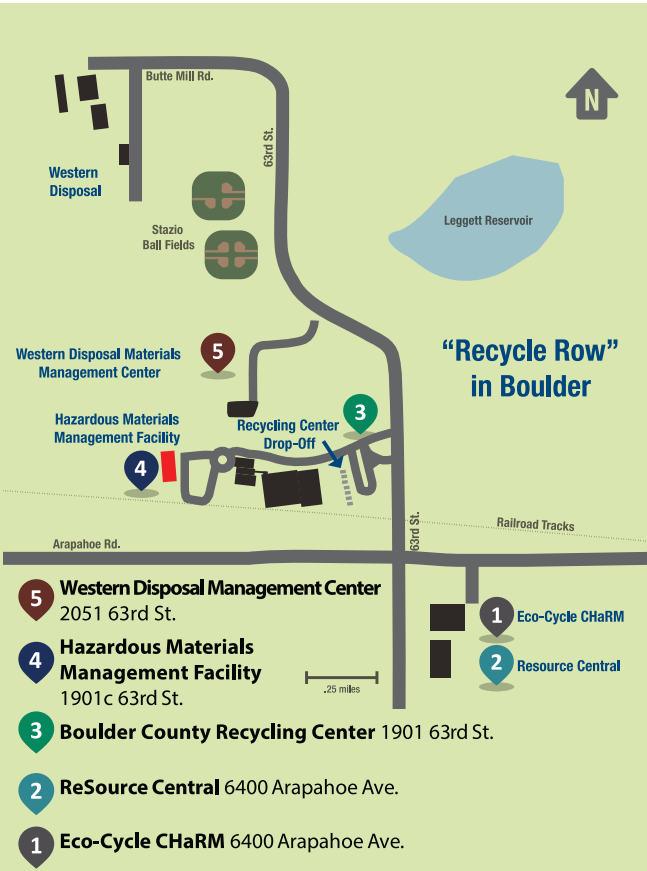 Butte Mill Rd.
N
63rd St.
Western
Disposal
Leggett Reservoir
Stazio
Ball Fields
"Recycle Row"
in Boulder
5
Western Disposal Materials
Management Center
3
Hazardous Materials
Management Facility
Recycling Center
Drop-Off
4
Railroad Tracks
63rd St.
Arapahoe Rd.
1
Eco-Cycle CHaRM
2
Resource Central
.25 miles
5 Western Disposal Management Center
2051 63rd St.
4 Hazardous Materials
Management Facility
1901c 63rd St.
3 Boulder County Recycling Center 1901 63rd St.
2 ReSource Central 6400 Arapahoe Ave.
1 Eco-Cycle CHaRM 6400 Arapahoe Ave.